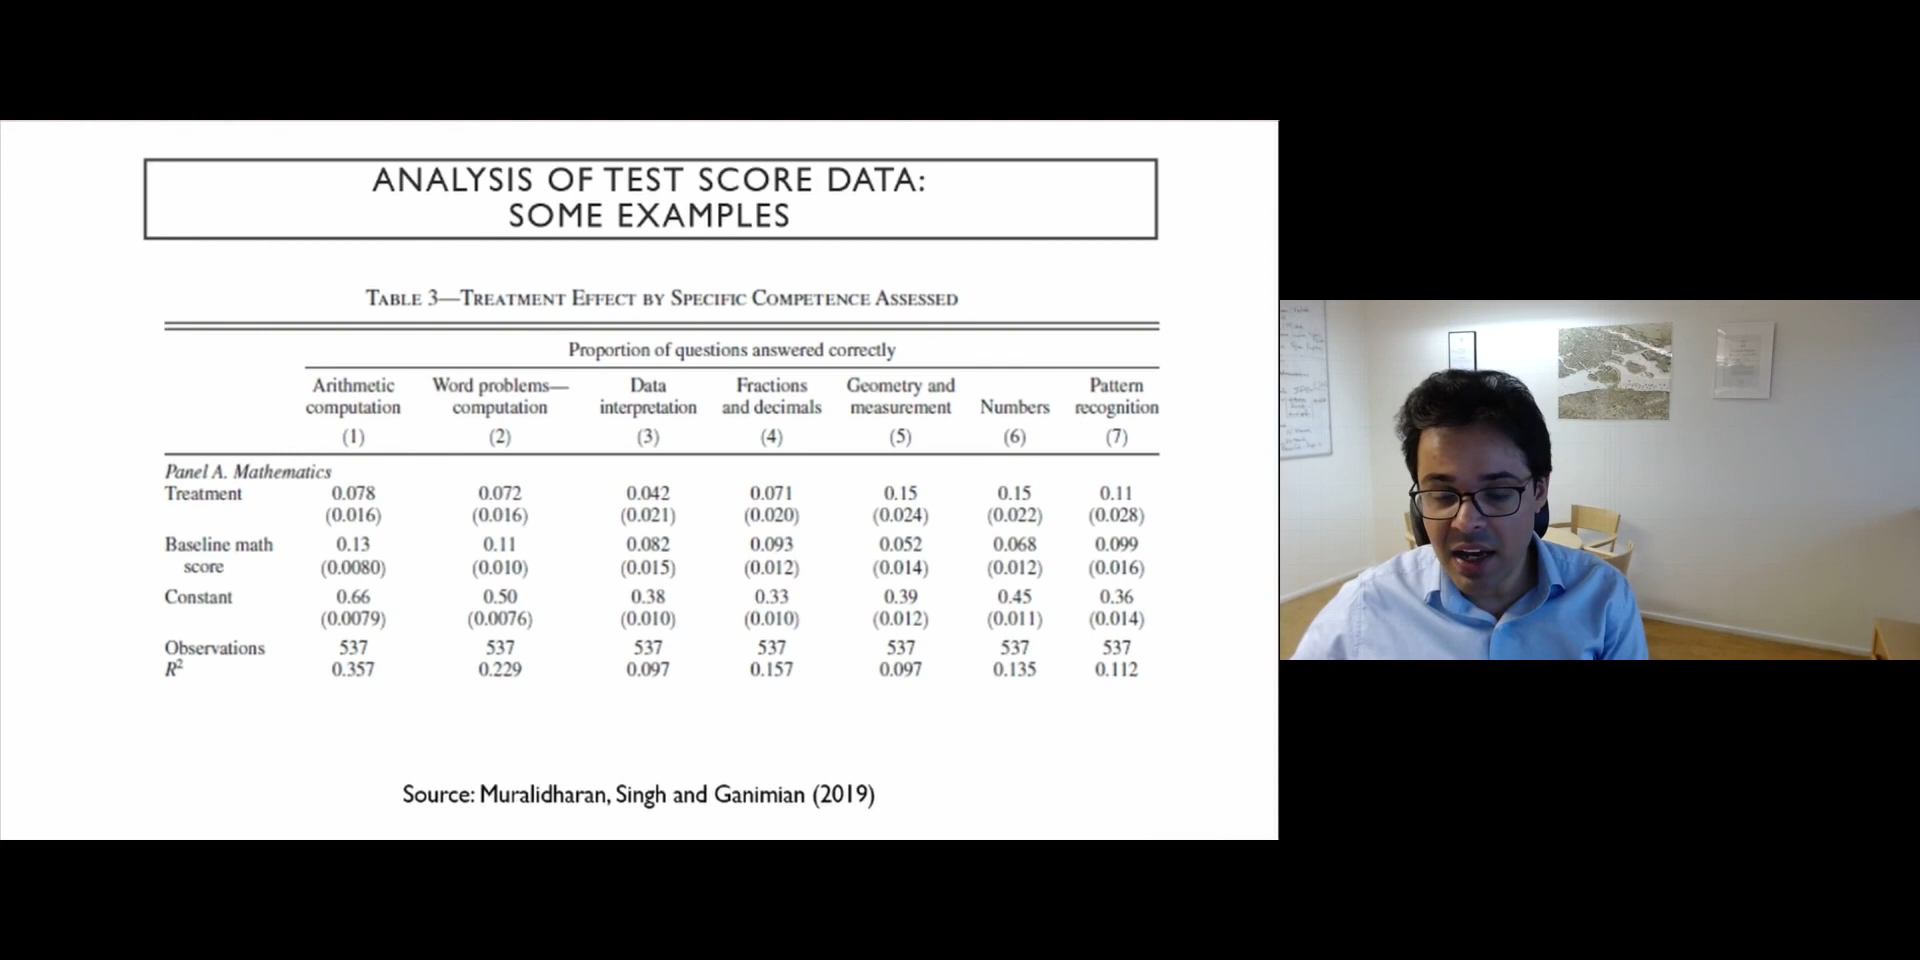 ANALYSIS OF TEST SCORE DATA:
SOME EXAMPLES
TABLE 3—TREATMENT EFFECT BY SPECIFIC COMPETENCE ASSESSED
Proportion of questions answered correctly
Arithmetic computation Word problems—computation Data interpretation Fractions and decimals Geometry and measurement Numbers Pattern recognition
(1) (2) (3) (4) (5) (6) (7)
Panel A. Mathematics
Treatment 0.078 0.072 0.042 0.071 0.15 0.15 0.11
(0.016) (0.016) (0.021) (0.020) (0.024) (0.022) (0.028)
Baseline math 0.13 0.11 0.082 0.093 0.052 0.068 0.099
score (0.0080) (0.010) (0.015) (0.012) (0.014) (0.012) (0.016)
Constant 0.66 0.50 0.38 0.33 0.39 0.45 0.36
(0.0079) (0.0076) (0.010) (0.010) (0.012) (0.011) (0.014)
Observations 537 537 537 537 537 537 537
R² 0.357 0.229 0.097 0.157 0.097 0.135 0.112
Source: Muralidharan, Singh and Ganimian (2019)